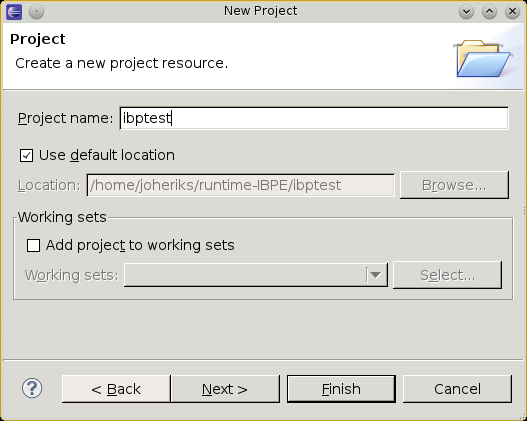 New Project
Project
Create a new project resource.
Project name: ibptest
Use default location
Location: /home/joheriks/runtime-IBPE/ibptest Browse...
Working sets
Add project to working sets
Working sets: Select...
? < Back Next > Finish Cancel